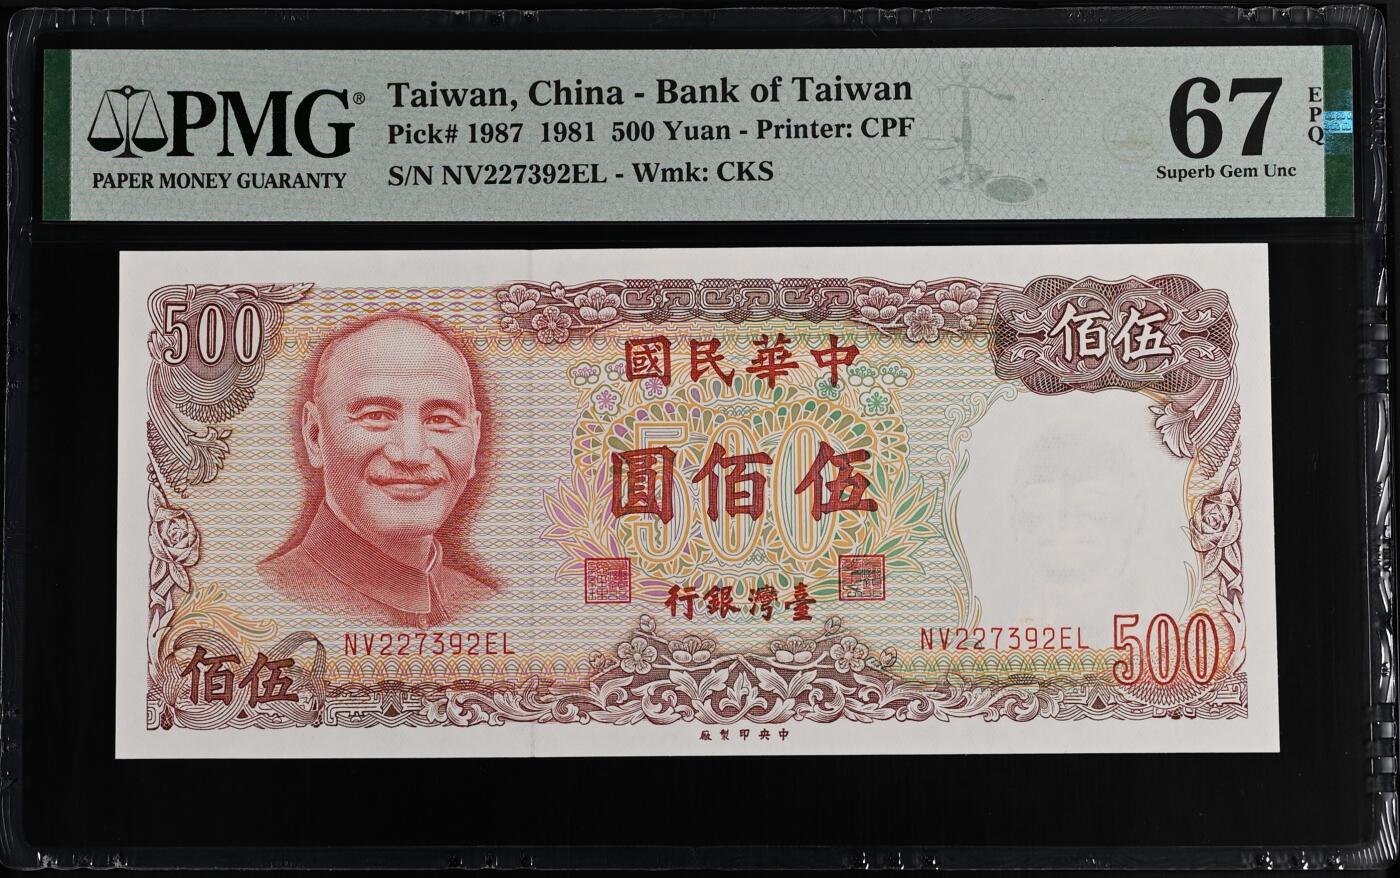 PMG®
PAPER MONEY GUARANTY
Taiwan, China - Bank of Taiwan
Pick# 1987 1981 500 Yuan - Printer: CPF
S/N NV227392EL - Wmk: CKS
67
EPQ
Superb Gem Unc
500
伍佰
中華民國
500
伍佰圓
臺灣銀行
NV227392EL
NV227392EL
500
伍佰
中央印製廠